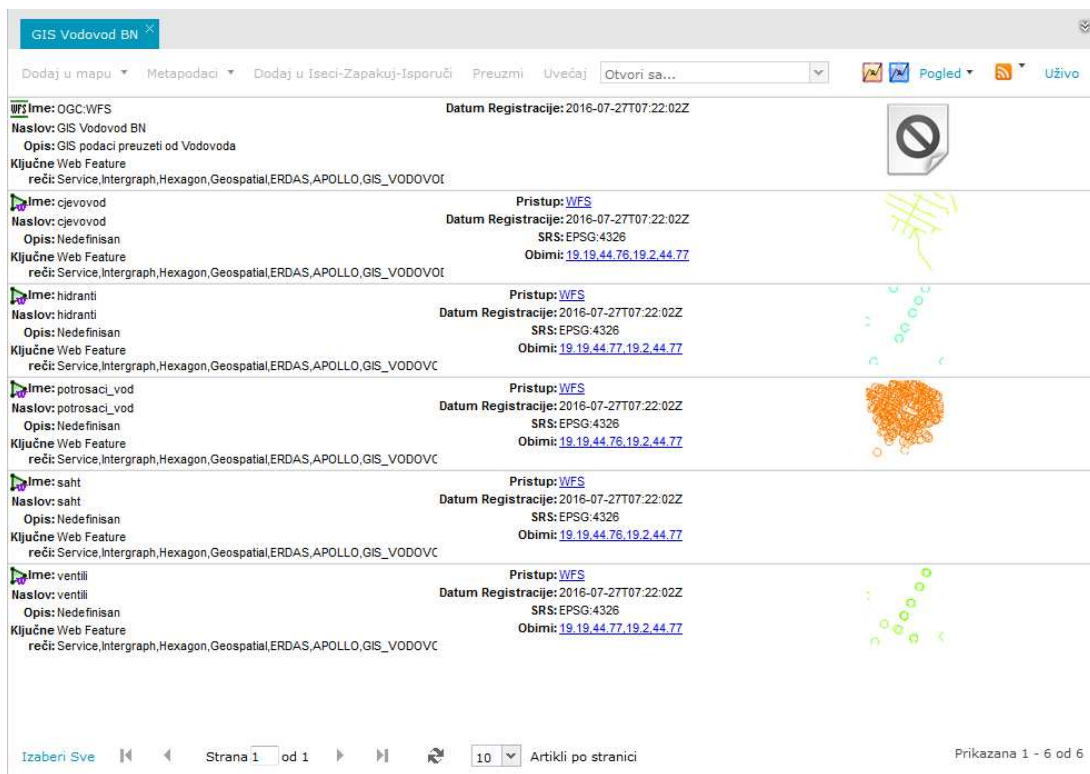 GIS Vodovod BN
Dodaj u mapu Metapodaci Dodaj u Iseci-Zapakuj-Isporuči Preuzmi Uvećaj Otvori sa... Pogled Uživo
WFS Ime: OGC:WFS Datum Registracije: 2016-07-27T07:22:02Z
Naslov: GIS Vodovod BN
Opis: GIS podaci preuzeti od Vodovoda
Ključne Web Feature
reči: Service,Intergraph,Hexagon,Geospatial,ERDAS,APOLLO,GIS_VODOVOD
Ime: cjevovod Pristup: WFS
Naslov: cjevovod Datum Registracije: 2016-07-27T07:22:02Z
Opis: Nedefinisan SRS: EPSG:4326
Ključne Web Feature Obimi: 19.19,44.76,19.2,44.77
reči: Service,Intergraph,Hexagon,Geospatial,ERDAS,APOLLO,GIS_VODOVOD
Ime: hidranti Pristup: WFS
Naslov: hidranti Datum Registracije: 2016-07-27T07:22:02Z
Opis: Nedefinisan SRS: EPSG:4326
Ključne Web Feature Obimi: 19.19,44.77,19.2,44.77
reči: Service,Intergraph,Hexagon,Geospatial,ERDAS,APOLLO,GIS_VODOVC
Ime: potrosaci_vod Pristup: WFS
Naslov: potrosaci_vod Datum Registracije: 2016-07-27T07:22:02Z
Opis: Nedefinisan SRS: EPSG:4326
Ključne Web Feature Obimi: 19.19,44.76,19.2,44.77
reči: Service,Intergraph,Hexagon,Geospatial,ERDAS,APOLLO,GIS_VODOVC
Ime: saht Pristup: WFS
Naslov: saht Datum Registracije: 2016-07-27T07:22:02Z
Opis: Nedefinisan SRS: EPSG:4326
Ključne Web Feature Obimi: 19.19,44.76,19.2,44.77
reči: Service,Intergraph,Hexagon,Geospatial,ERDAS,APOLLO,GIS_VODOVC
Ime: ventili Pristup: WFS
Naslov: ventili Datum Registracije: 2016-07-27T07:22:02Z
Opis: Nedefinisan SRS: EPSG:4326
Ključne Web Feature Obimi: 19.19,44.77,19.2,44.77
reči: Service,Intergraph,Hexagon,Geospatial,ERDAS,APOLLO,GIS_VODOVC
Izaberi Sve Strana 1 od 1 10 Artikli po stranici Prikazana 1 - 6 od 6